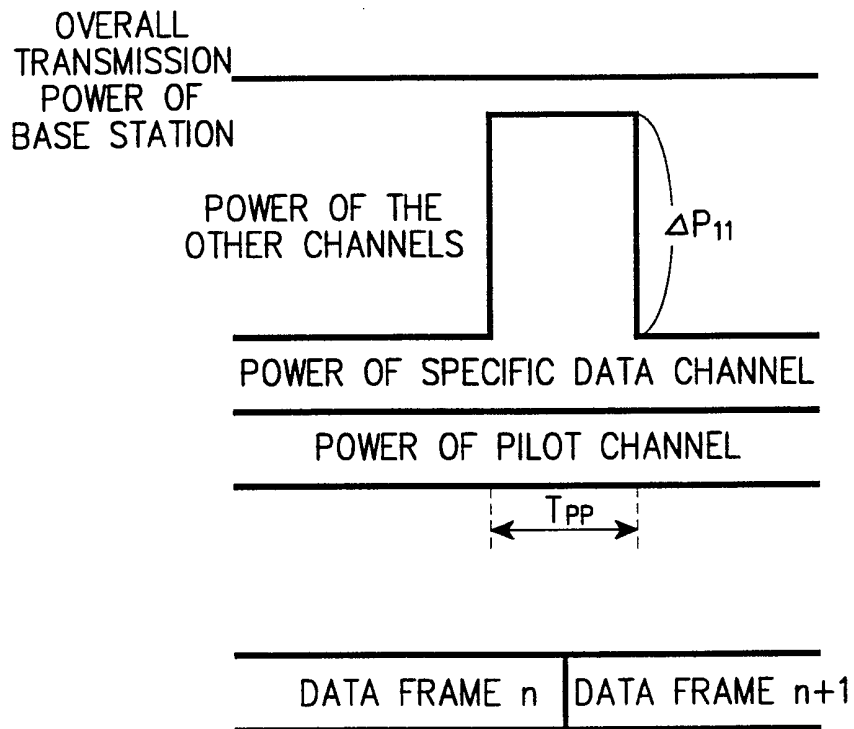 OVERALL
TRANSMISSION
POWER OF
BASE STATION
POWER OF THE
OTHER CHANNELS
ΔP11
POWER OF SPECIFIC DATA CHANNEL
POWER OF PILOT CHANNEL
TPP
DATA FRAME n
DATA FRAME n+1